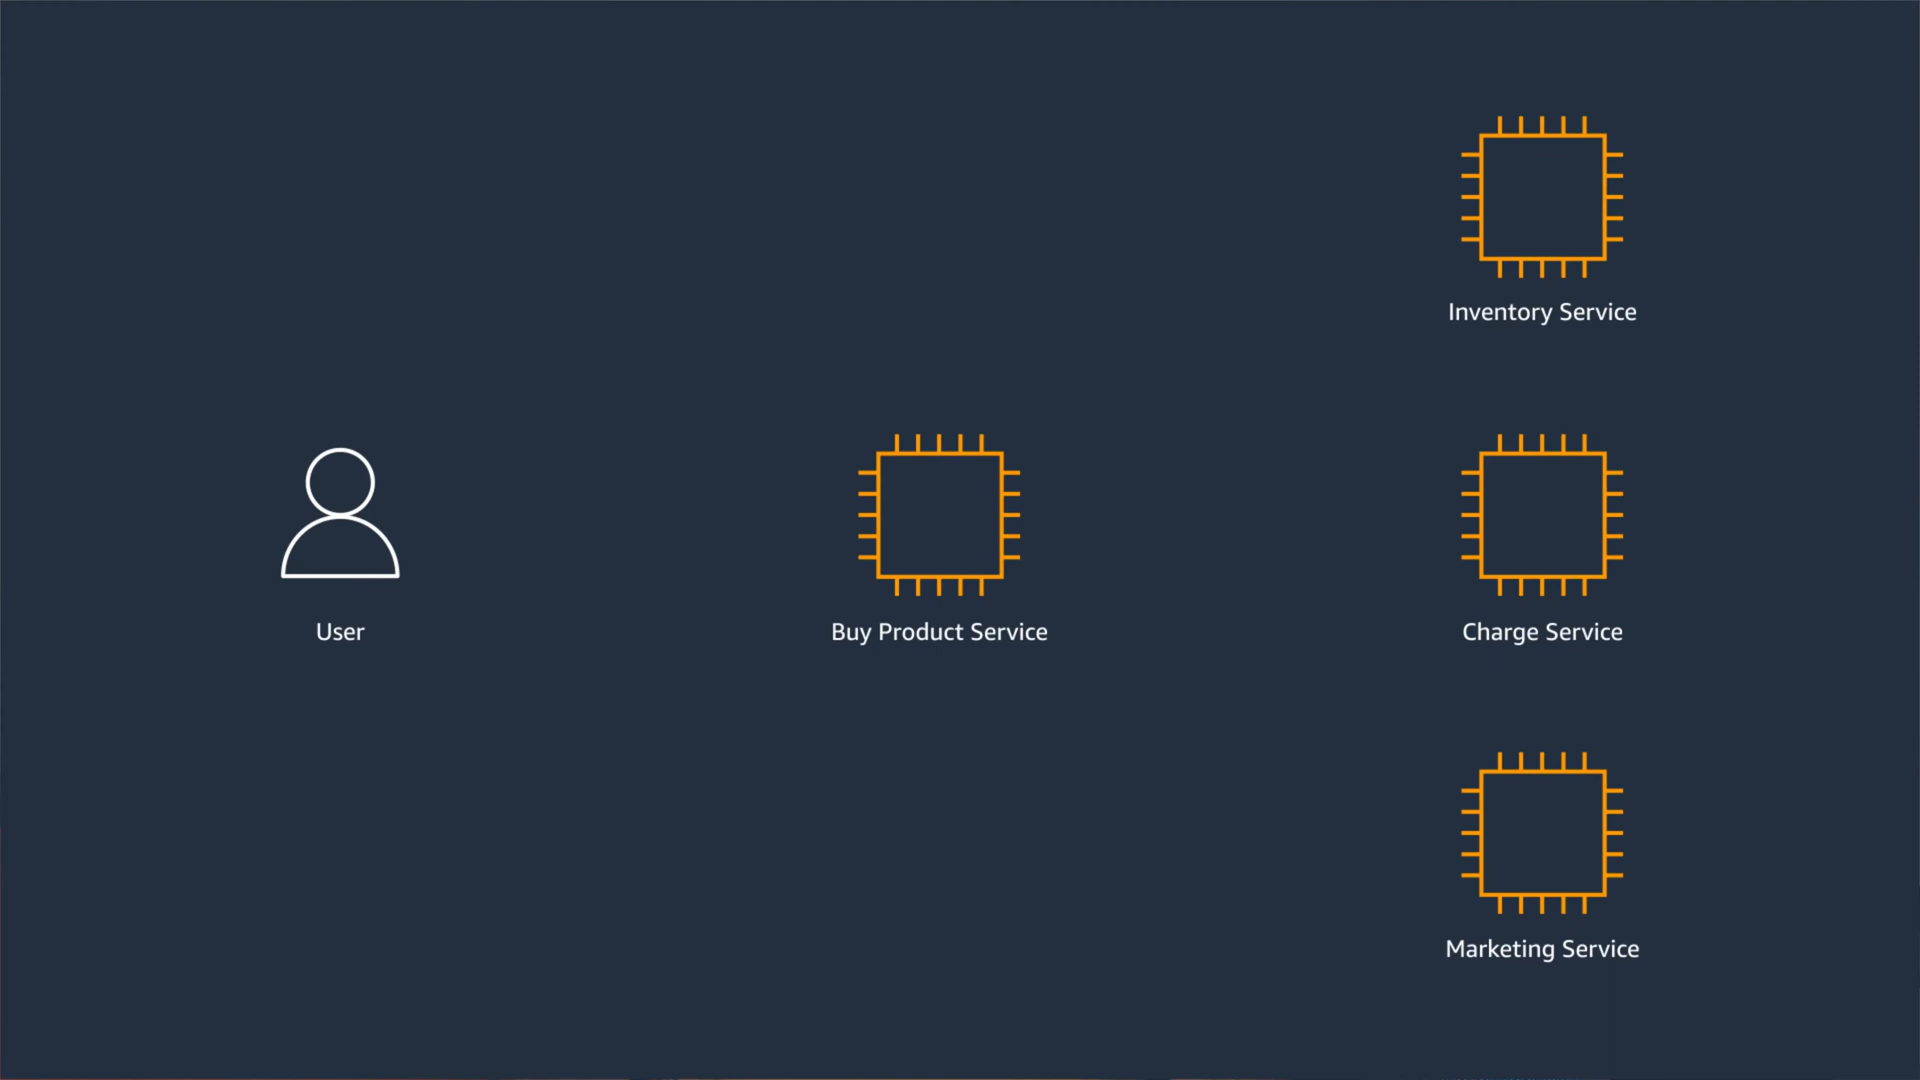 Inventory Service
User
Buy Product Service
Charge Service
Marketing Service